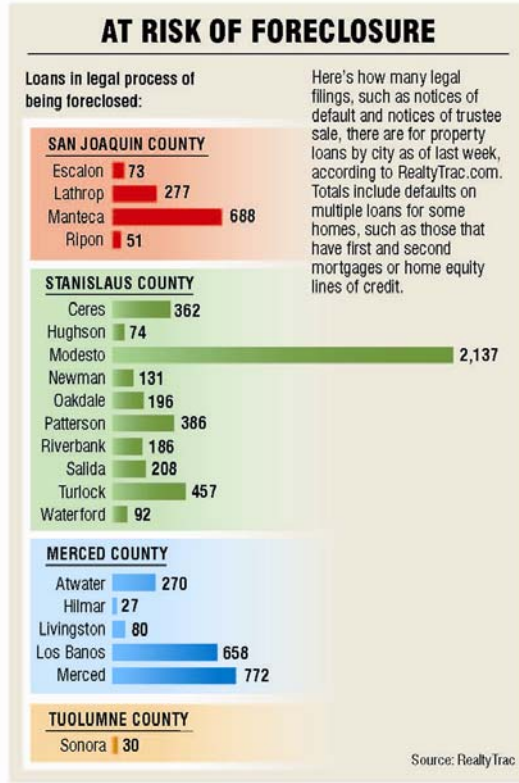 AT RISK OF FORECLOSURE
Loans in legal process of
being foreclosed:
Here's how many legal
filings, such as notices of
default and notices of trustee
sale, there are for property
loans by city as of last week,
according to RealtyTrac.com.
Totals include defaults on
multiple loans for some
homes, such as those that
have first and second
mortgages or home equity
lines of credit.
SAN JOAQUIN COUNTY
Escalon 73
Lathrop 277
Manteca 688
Ripon 51
STANISLAUS COUNTY
Ceres 362
Hughson 74
Modesto 2,137
Newman 131
Oakdale 196
Patterson 386
Riverbank 186
Salida 208
Turlock 457
Waterford 92
MERCED COUNTY
Atwater 270
Hilmar 27
Livingston 80
Los Banos 658
Merced 772
TUOLUMNE COUNTY
Sonora 30
Source: RealtyTrac